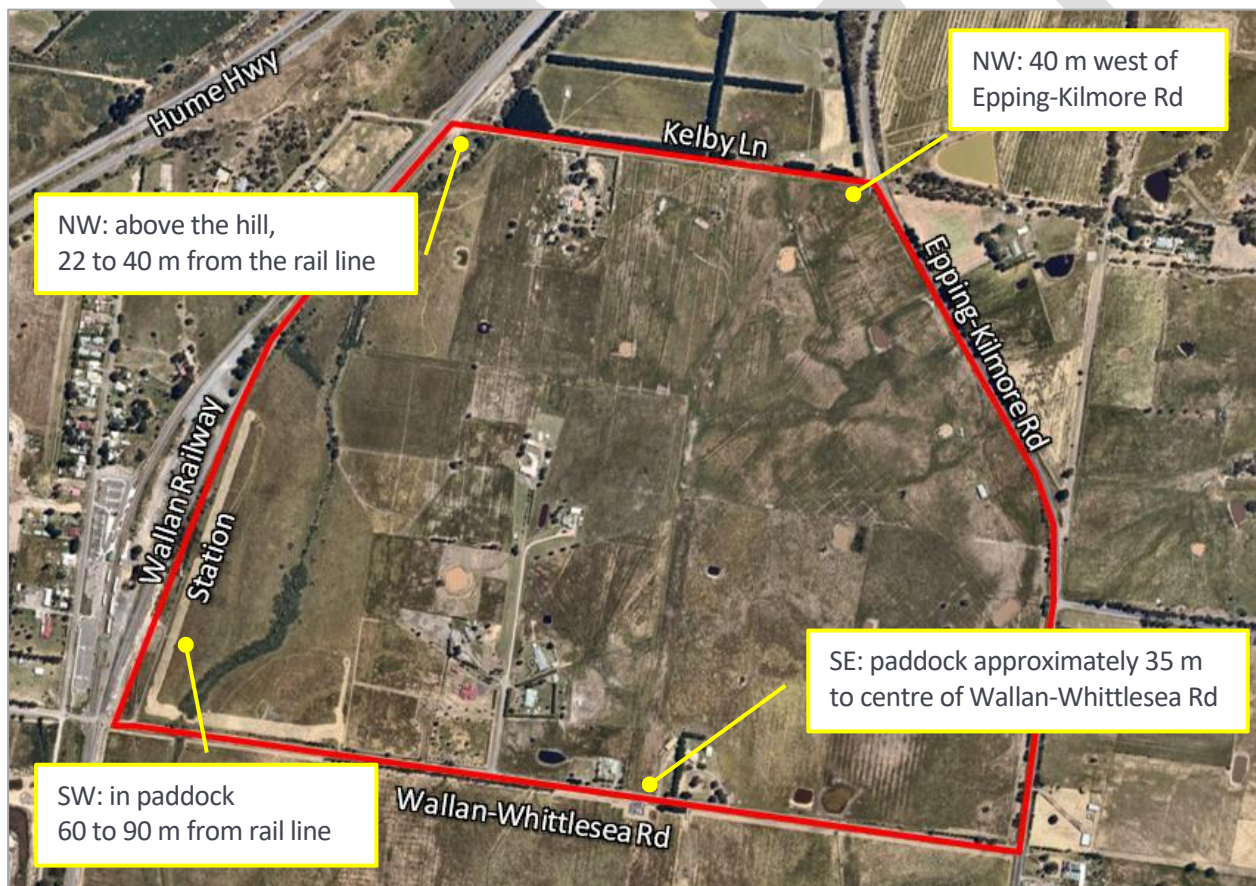 Hume Hwy
NW: 40 m west of
Epping-Kilmore Rd
Kelby Ln
NW: above the hill,
22 to 40 m from the rail line
Epping-Kilmore Rd
Wallan Railway
Station
SE: paddock approximately 35 m
to centre of Wallan-Whittlesea Rd
SW: in paddock
60 to 90 m from rail line
Wallan-Whittlesea Rd